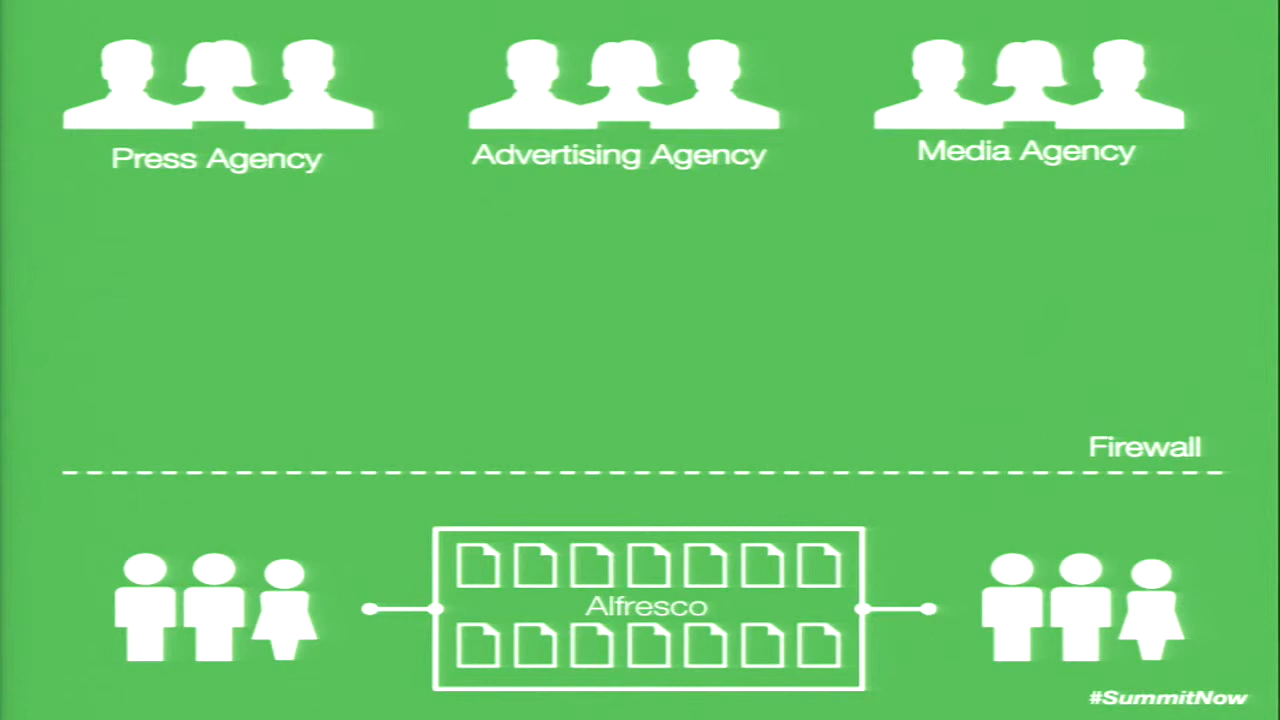 Press Agency
Advertising Agency
Media Agency
Firewall
Alfresco
#SummitNow